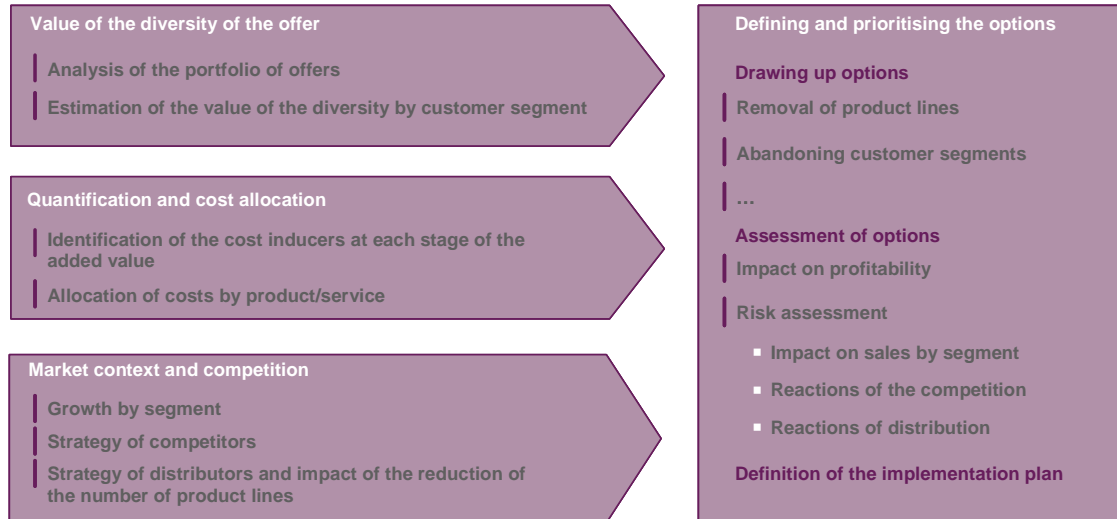 Value of the diversity of the offer
Analysis of the portfolio of offers
Estimation of the value of the diversity by customer segment
Quantification and cost allocation
Identification of the cost inducers at each stage of the
added value
Allocation of costs by product/service
Market context and competition
Growth by segment
Strategy of competitors
Strategy of distributors and impact of the reduction of
the number of product lines
Defining and prioritising the options
Drawing up options
Removal of product lines
Abandoning customer segments
…
Assessment of options
Impact on profitability
Risk assessment
Impact on sales by segment
Reactions of the competition
Reactions of distribution
Definition of the implementation plan